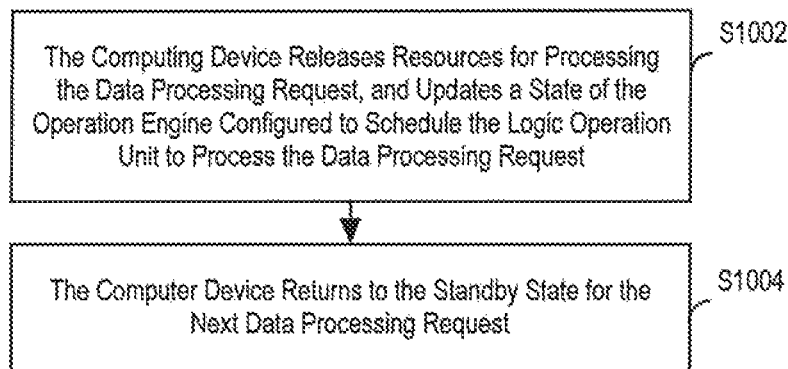 S1002
The Computing Device Releases Resources for Processing
the Data Processing Request, and Updates a State of the
Operation Engine Configured to Schedule the Logic Operation
Unit to Process the Data Processing Request
S1004
The Computer Device Returns to the Standby State for the
Next Data Processing Request